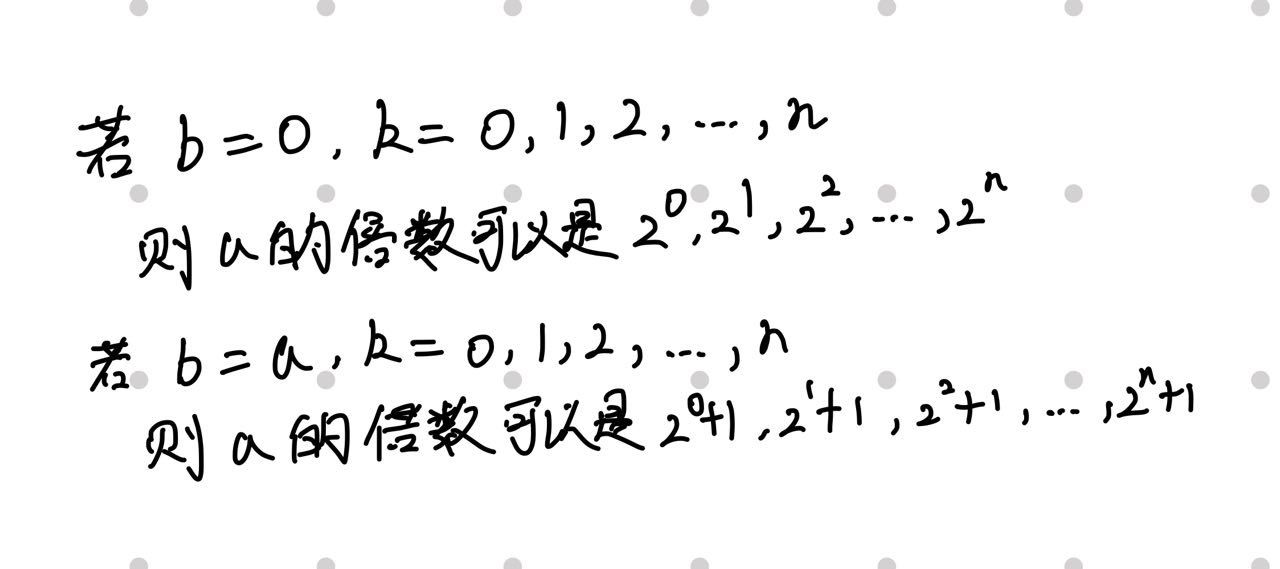 若 b=0, k=0,1,2,…,n
则 a 的倍数可以是 2^0,2^1,2^2,…,2^n
若 b=a, k=0,1,2,…,n
则 a 的倍数可以是 2^0+1,2^1+1,2^2+1,…,2^n+1